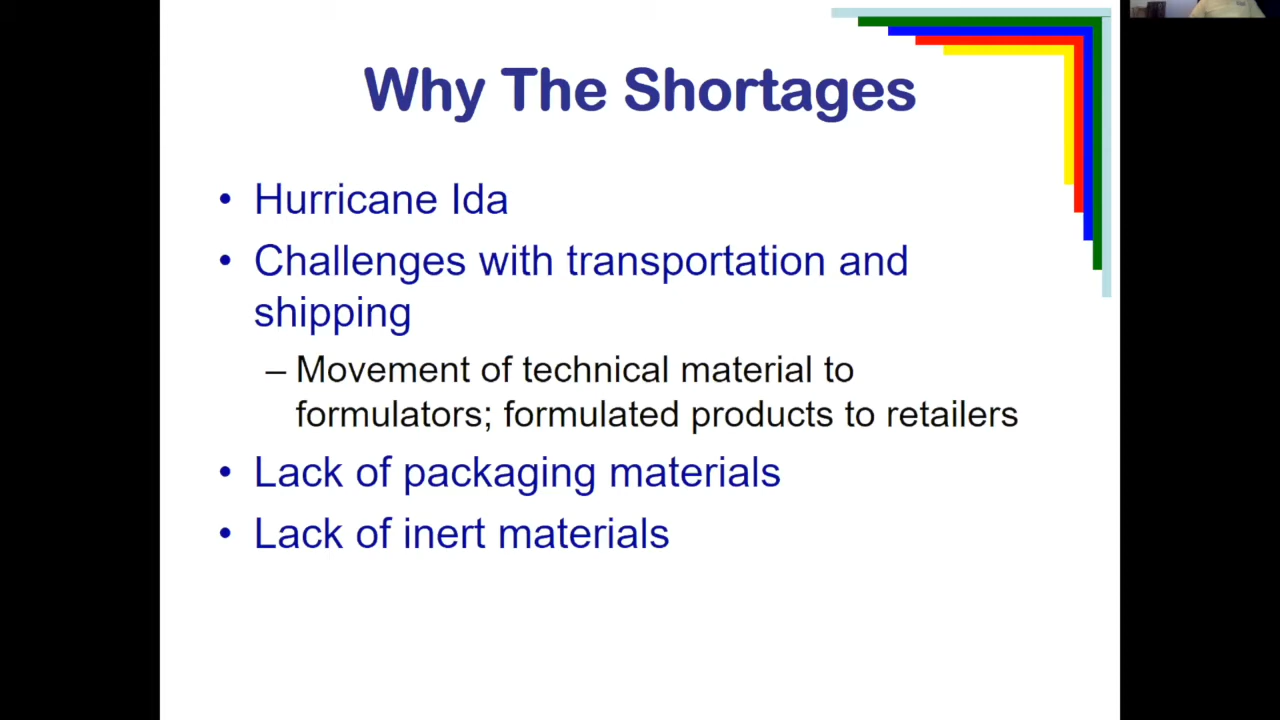 Why The Shortages
• Hurricane Ida
• Challenges with transportation and
shipping
– Movement of technical material to
formulators; formulated products to retailers
• Lack of packaging materials
• Lack of inert materials